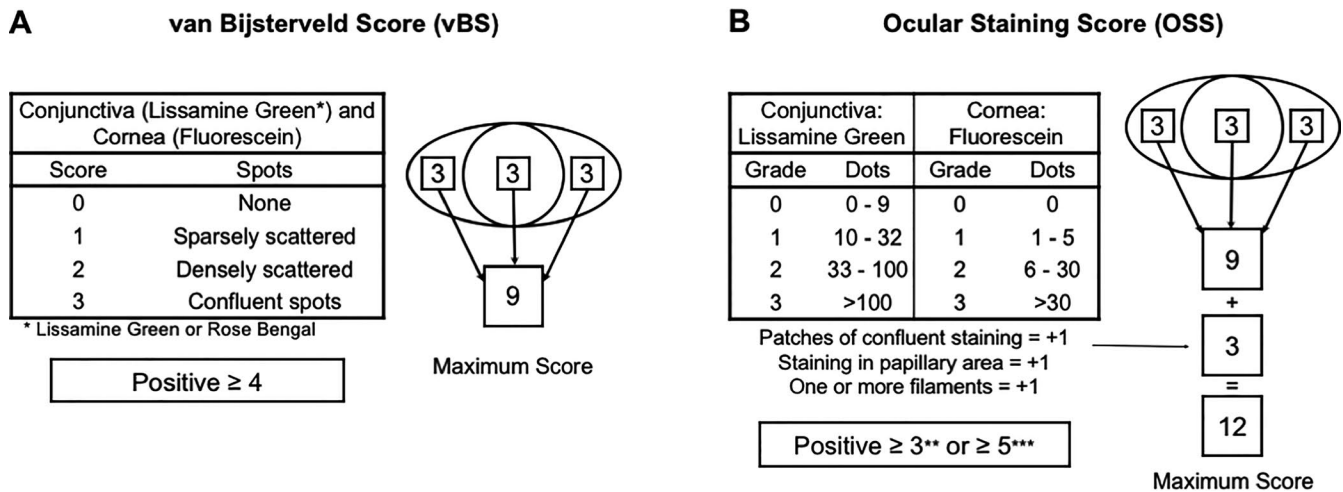 A
van Bijsterveld Score (vBS)
Conjunctiva (Lissamine Green*) and
Cornea (Fluorescein)
Score Spots
0 None
1 Sparsely scattered
2 Densely scattered
3 Confluent spots
* Lissamine Green or Rose Bengal
Positive ≥ 4
3 3 3
9
Maximum Score
B
Ocular Staining Score (OSS)
Conjunctiva: Cornea:
Lissamine Green Fluorescein
Grade Dots Grade Dots
0 0 - 9 0 0
1 10 - 32 1 1 - 5
2 33 - 100 2 6 - 30
3 >100 3 >30
Patches of confluent staining = +1
Staining in papillary area = +1
One or more filaments = +1
Positive ≥ 3** or ≥ 5***
3 3 3
9
+
3
=
12
Maximum Score